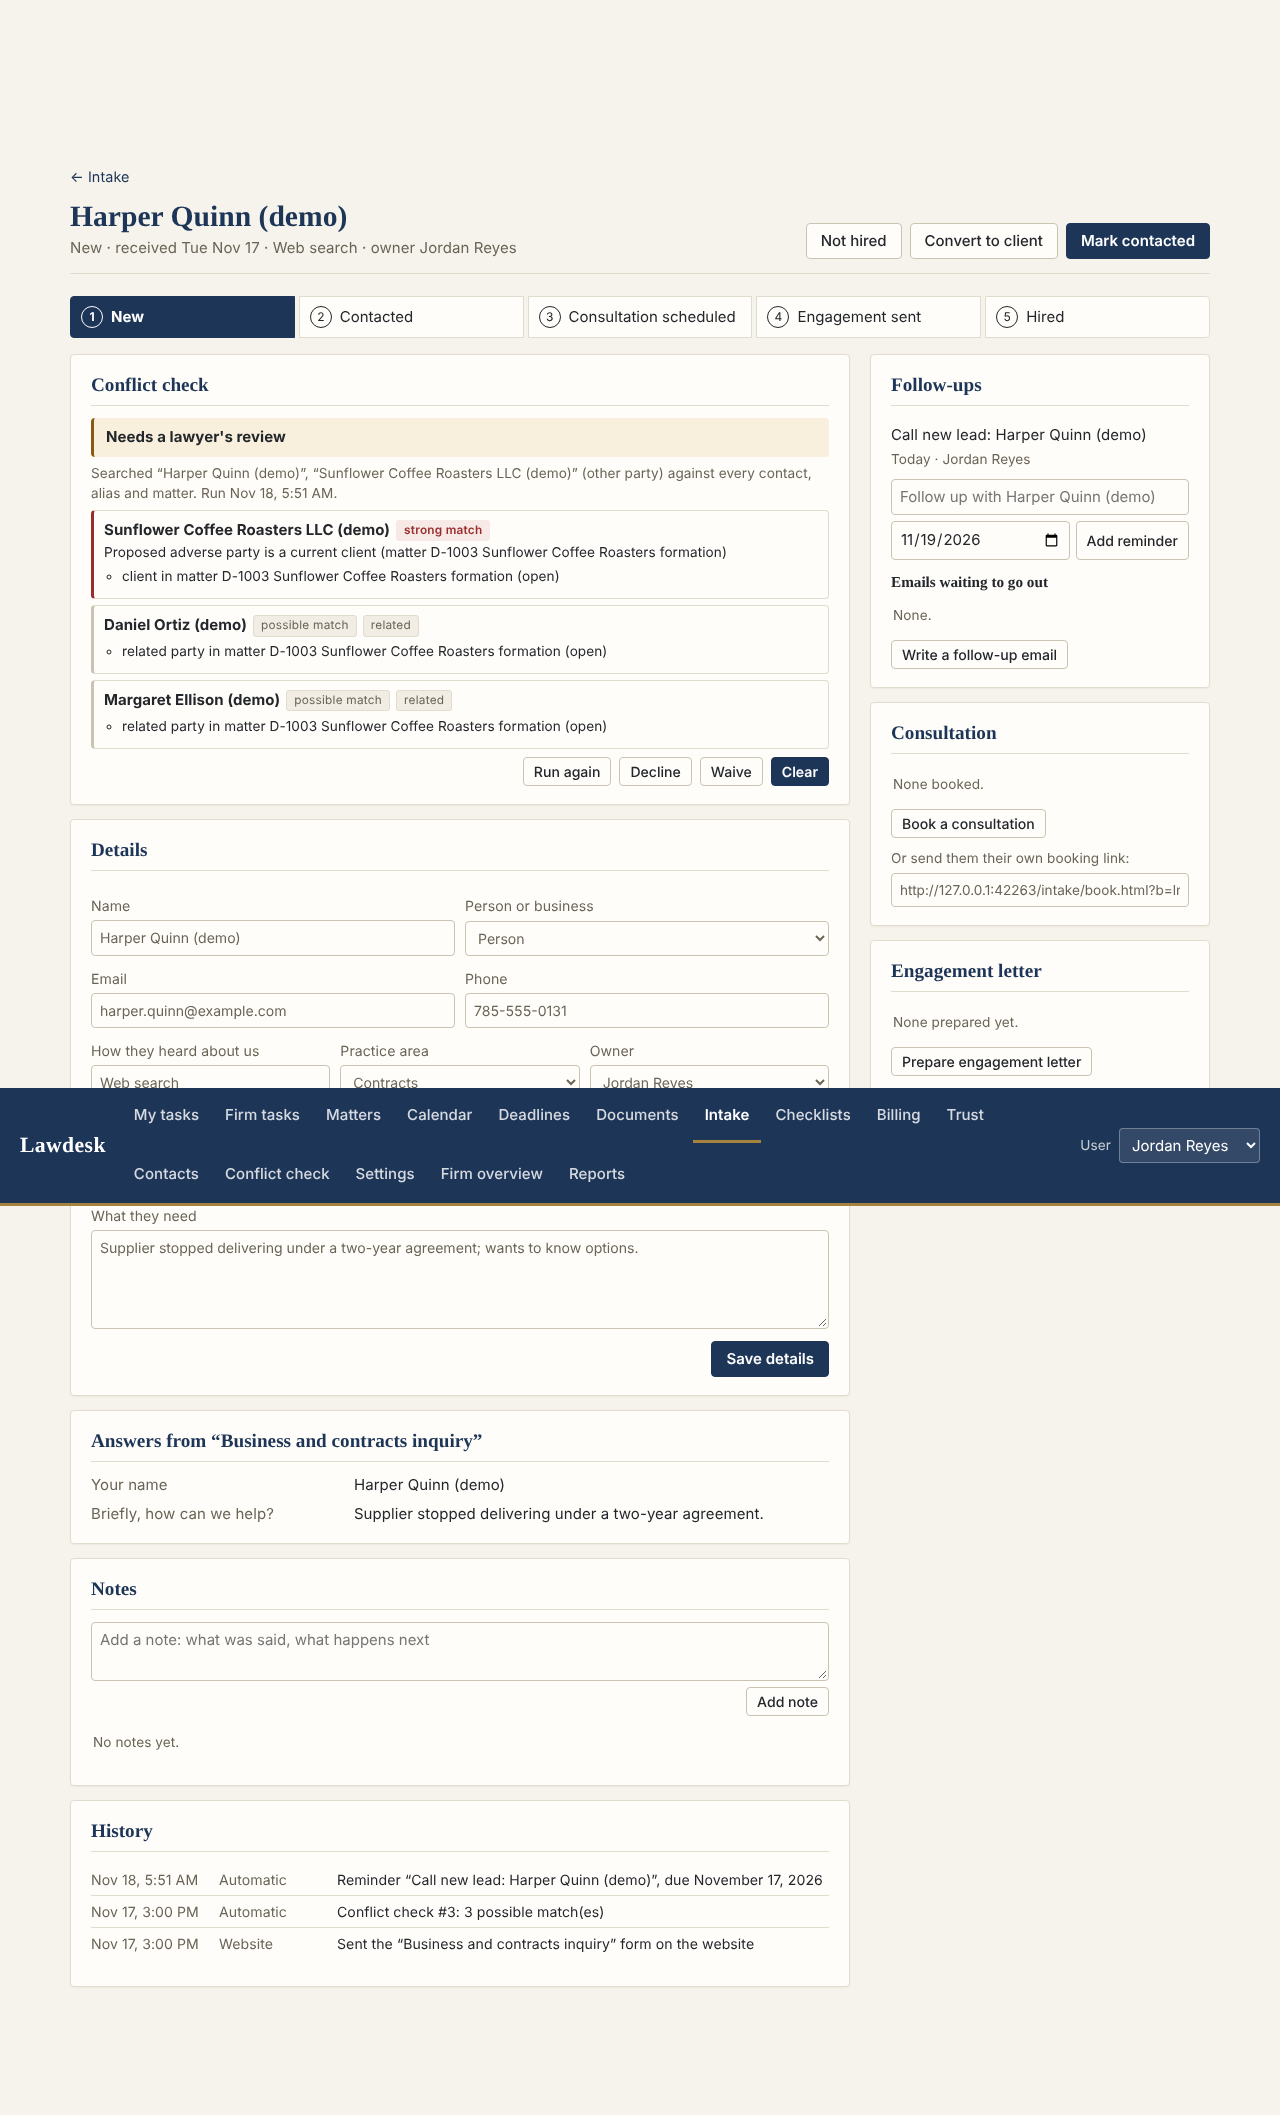 ← Intake
Harper Quinn (demo)
New · received Tue Nov 17 · Web search · owner Jordan Reyes
Not hired
Convert to client
Mark contacted
1 New
2 Contacted
3 Consultation scheduled
4 Engagement sent
5 Hired
Conflict check
Needs a lawyer's review
Searched “Harper Quinn (demo)”, “Sunflower Coffee Roasters LLC (demo)” (other party) against every contact,
alias and matter. Run Nov 18, 5:51 AM.
Sunflower Coffee Roasters LLC (demo) strong match
Proposed adverse party is a current client (matter D-1003 Sunflower Coffee Roasters formation)
client in matter D-1003 Sunflower Coffee Roasters formation (open)
Daniel Ortiz (demo) possible match related
related party in matter D-1003 Sunflower Coffee Roasters formation (open)
Margaret Ellison (demo) possible match related
related party in matter D-1003 Sunflower Coffee Roasters formation (open)
Run again
Decline
Waive
Clear
Follow-ups
Call new lead: Harper Quinn (demo)
Today · Jordan Reyes
Follow up with Harper Quinn (demo)
11/19/2026
Add reminder
Emails waiting to go out
None.
Write a follow-up email
Consultation
None booked.
Book a consultation
Or send them their own booking link:
http://127.0.0.1:42263/intake/book.html?b=lr
Engagement letter
None prepared yet.
Prepare engagement letter
Details
Name
Person or business
Harper Quinn (demo)
Person
Email
Phone
harper.quinn@example.com
785-555-0131
How they heard about us
Practice area
Owner
Web search
Contracts
Jordan Reyes
Lawdesk
My tasks
Firm tasks
Matters
Calendar
Deadlines
Documents
Intake
Checklists
Billing
Trust
Contacts
Conflict check
Settings
Firm overview
Reports
User
Jordan Reyes
What they need
Supplier stopped delivering under a two-year agreement; wants to know options.
Save details
Answers from “Business and contracts inquiry”
Your name
Harper Quinn (demo)
Briefly, how can we help?
Supplier stopped delivering under a two-year agreement.
Notes
Add a note: what was said, what happens next
Add note
No notes yet.
History
Nov 18, 5:51 AM Automatic Reminder “Call new lead: Harper Quinn (demo)”, due November 17, 2026
Nov 17, 3:00 PM Automatic Conflict check #3: 3 possible match(es)
Nov 17, 3:00 PM Website Sent the “Business and contracts inquiry” form on the website